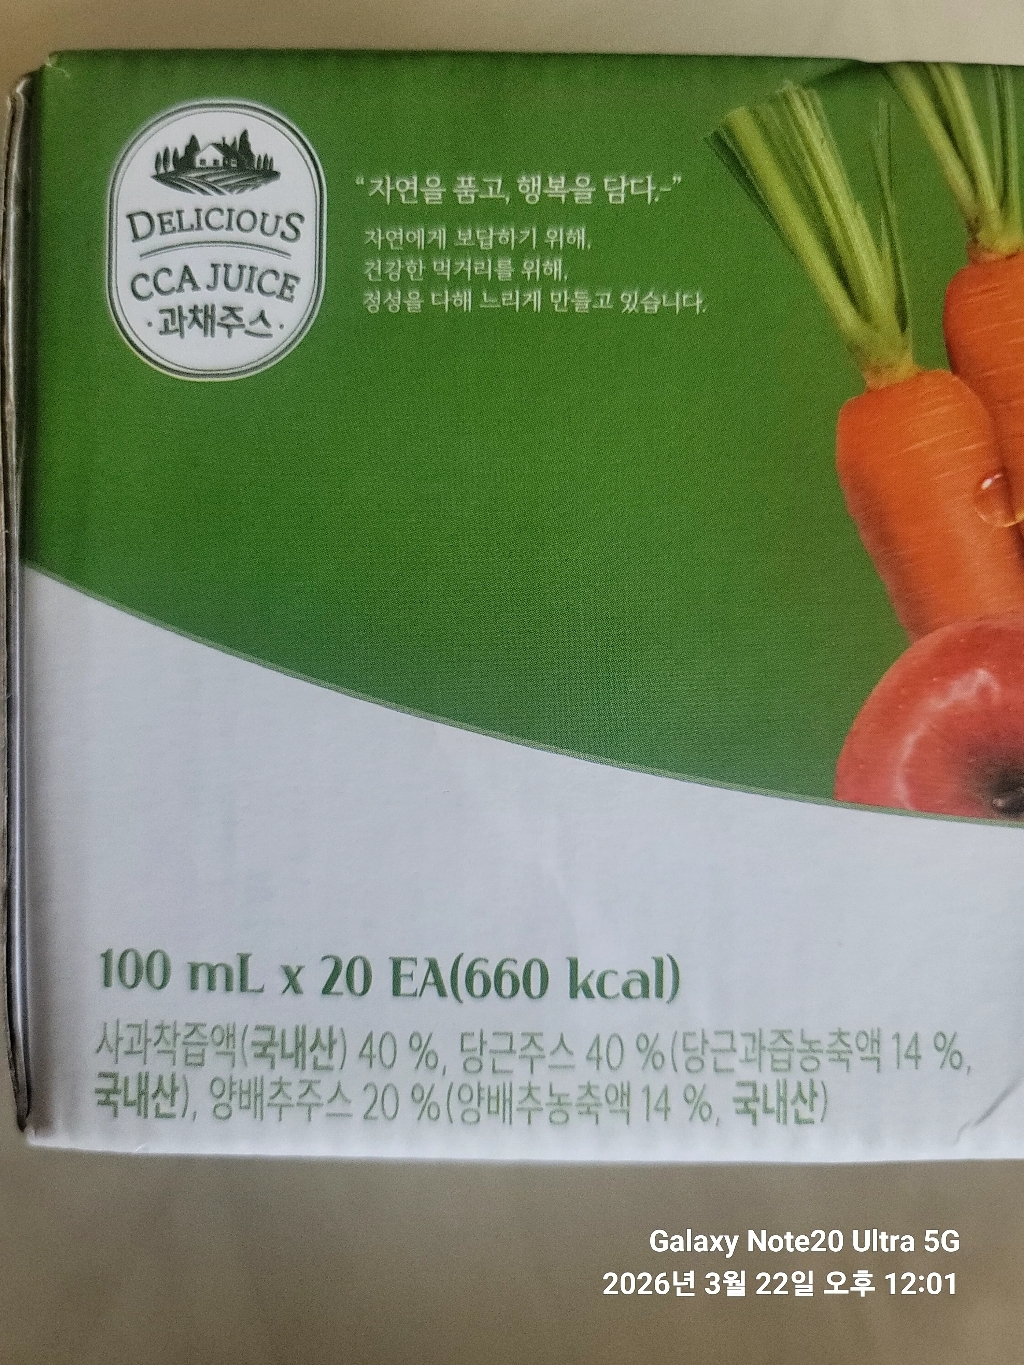 DELICIOUS
CCA JUICE
·과채주스·
“자연을 품고, 행복을 담다.~”
자연에게 보답하기 위해,
건강한 먹거리를 위해,
정성을 다해 느리게 만들고 있습니다.
100 mL x 20 EA(660 kcal)
사과착즙액(국내산) 40 %, 당근주스 40 %(당근과즙농축액 14 %,
국내산), 양배추주스 20 %(양배추농축액 14 %, 국내산)
Galaxy Note20 Ultra 5G
2026년 3월 22일 오후 12:01